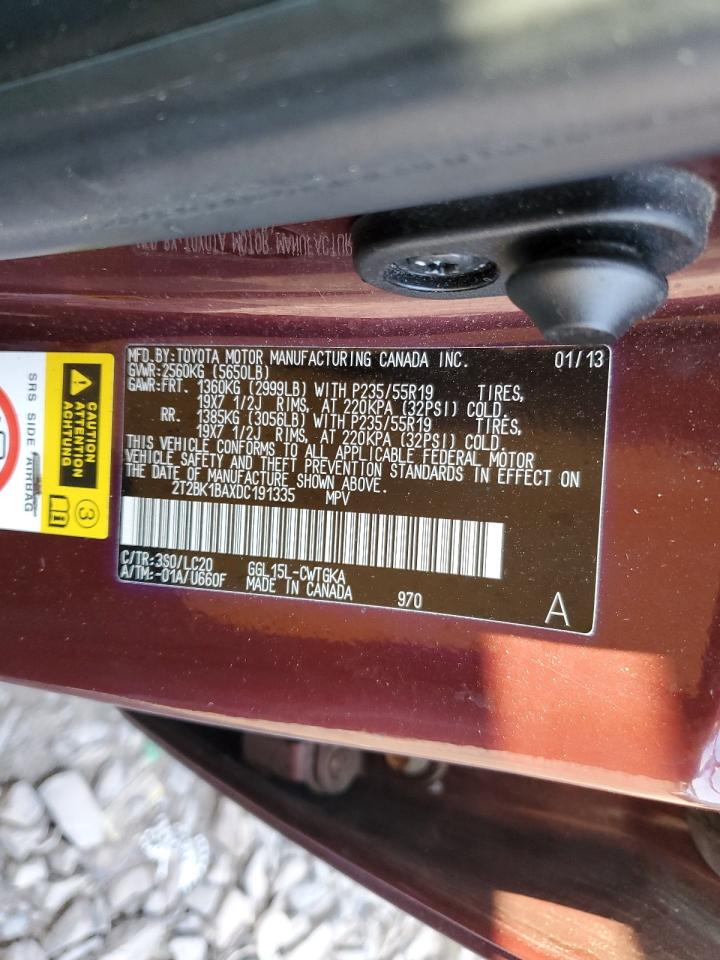 MFD.BY:TOYOTA MOTOR MANUFACTURING CANADA INC. 01/13
GVWR:2560KG (5650LB)
GAWR:FRT. 1360KG (2999LB) WITH P235/55R19 TIRES,
19X7 1/2J RIMS, AT 220KPA (32PSI) COLD.
RR. 1385KG (3056LB) WITH P235/55R19 TIRES,
19X7 1/2J RIMS, AT 220KPA (32PSI) COLD.
THIS VEHICLE CONFORMS TO ALL APPLICABLE FEDERAL MOTOR
VEHICLE SAFETY AND THEFT PREVENTION STANDARDS IN EFFECT ON
THE DATE OF MANUFACTURE SHOWN ABOVE.
2T2BK1BAXDC191335 MPV
C/TR:3S0/LC20 GGL15L-CWTGKA
A/TM:-01A/U660F MADE IN CANADA 970
A
CAUTION
ATTENTION
ACHTUNG
3
SRS SIDE AIRBAG